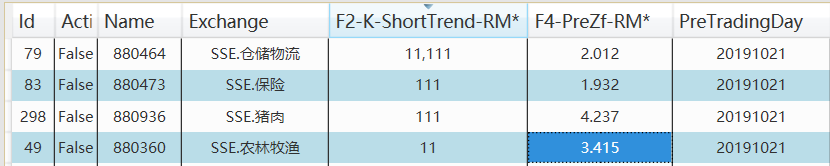 Id Acti Name Exchange F2-K-ShortTrend-RM* F4-PreZf-RM* PreTradingDay
79 False 880464 SSE.仓储物流 11,111 2.012 20191021
83 False 880473 SSE.保险 111 1.932 20191021
298 False 880936 SSE.猪肉 111 4.237 20191021
49 False 880360 SSE.农林牧渔 11 3.415 20191021